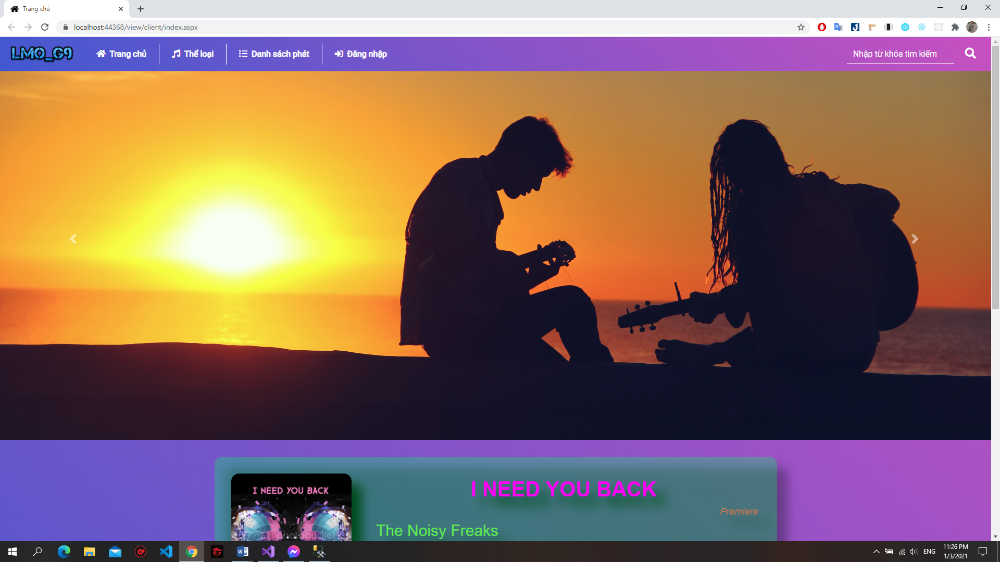 Trang chủ
localhost:44368/view/client/index.aspx
LMO_G9
Trang chủ
Thể loại
Danh sách phát
Đăng nhập
Nhập từ khóa tìm kiếm
I NEED YOU BACK
photobucket
I NEED YOU BACK
Premiere
The Noisy Freaks
ENG
11:26 PM
1/3/2021